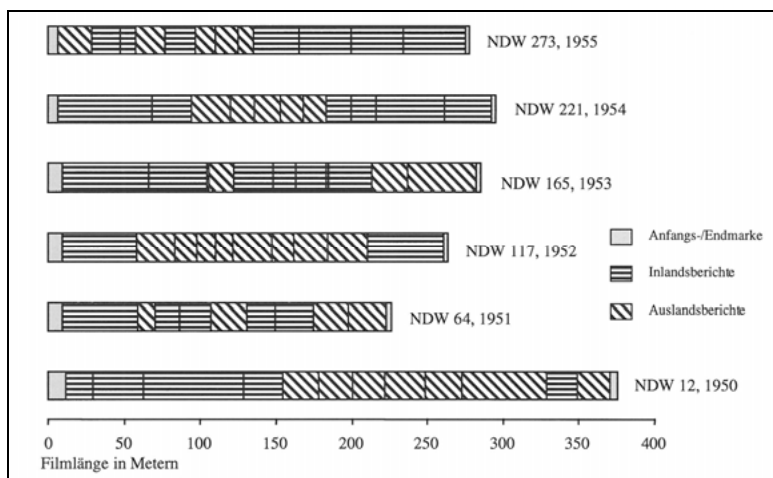 NDW 273, 1955
NDW 221, 1954
NDW 165, 1953
NDW 117, 1952
Anfangs-/Endmarke
Inlandsberichte
Auslandsberichte
NDW 64, 1951
NDW 12, 1950
0 50 100 150 200 250 300 350 400
Filmlänge in Metern